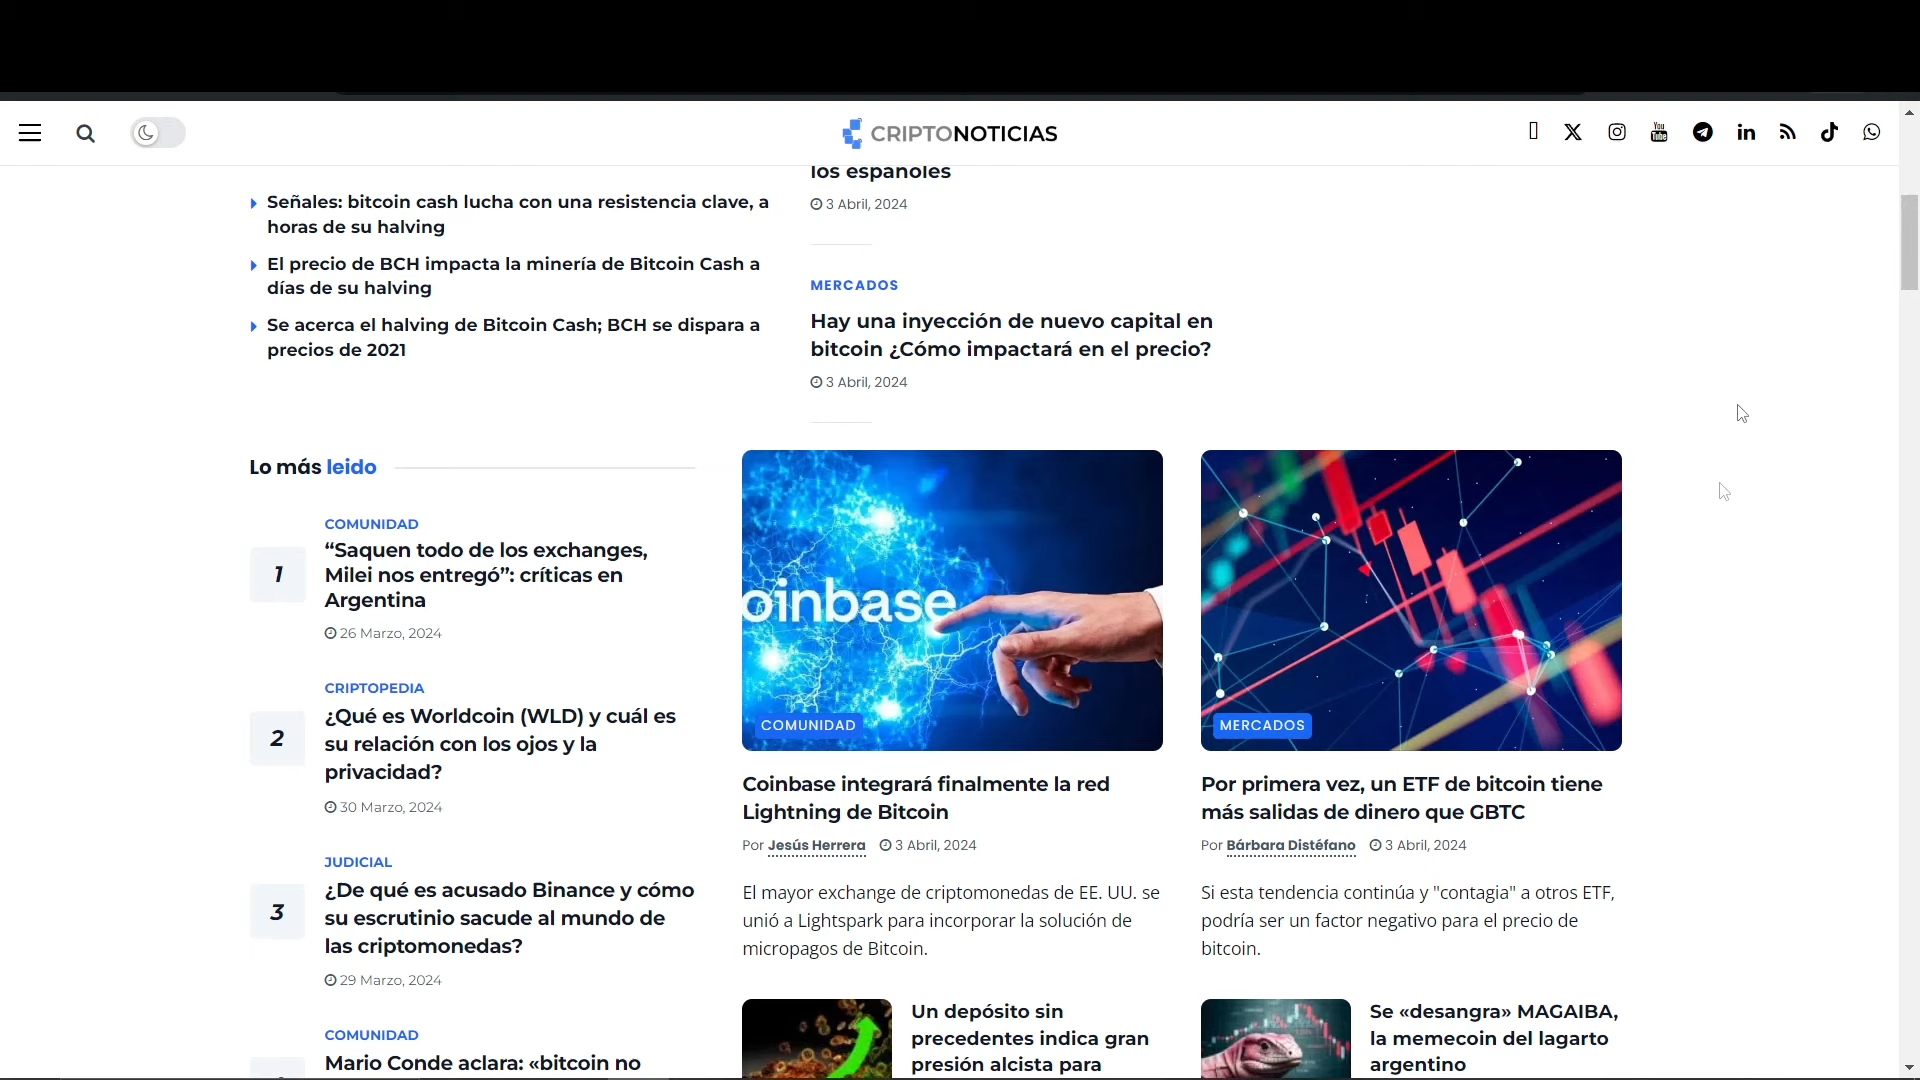 CRIPTONOTICIAS
You
Tube
los españoles
3 Abril, 2024
Señales: bitcoin cash lucha con una resistencia clave, a
horas de su halving
El precio de BCH impacta la minería de Bitcoin Cash a
días de su halving
Se acerca el halving de Bitcoin Cash; BCH se dispara a
precios de 2021
MERCADOS
Hay una inyección de nuevo capital en
bitcoin ¿Cómo impactará en el precio?
3 Abril, 2024
Lo más leido
1
COMUNIDAD
“Saquen todo de los exchanges,
Milei nos entregó”: críticas en
Argentina
26 Marzo, 2024
2
CRIPTOPEDIA
¿Qué es Worldcoin (WLD) y cuál es
su relación con los ojos y la
privacidad?
30 Marzo, 2024
3
JUDICIAL
¿De qué es acusado Binance y cómo
su escrutinio sacude al mundo de
las criptomonedas?
29 Marzo, 2024
COMUNIDAD
Mario Conde aclara: «bitcoin no
oinbase
COMUNIDAD
Coinbase integrará finalmente la red
Lightning de Bitcoin
Por Jesús Herrera 3 Abril, 2024
El mayor exchange de criptomonedas de EE. UU. se
unió a Lightspark para incorporar la solución de
micropagos de Bitcoin.
Un depósito sin
precedentes indica gran
presión alcista para
MERCADOS
Por primera vez, un ETF de bitcoin tiene
más salidas de dinero que GBTC
Por Bárbara Distéfano 3 Abril, 2024
Si esta tendencia continúa y "contagia" a otros ETF,
podría ser un factor negativo para el precio de
bitcoin.
Se «desangra» MAGAIBA,
la memecoin del lagarto
argentino